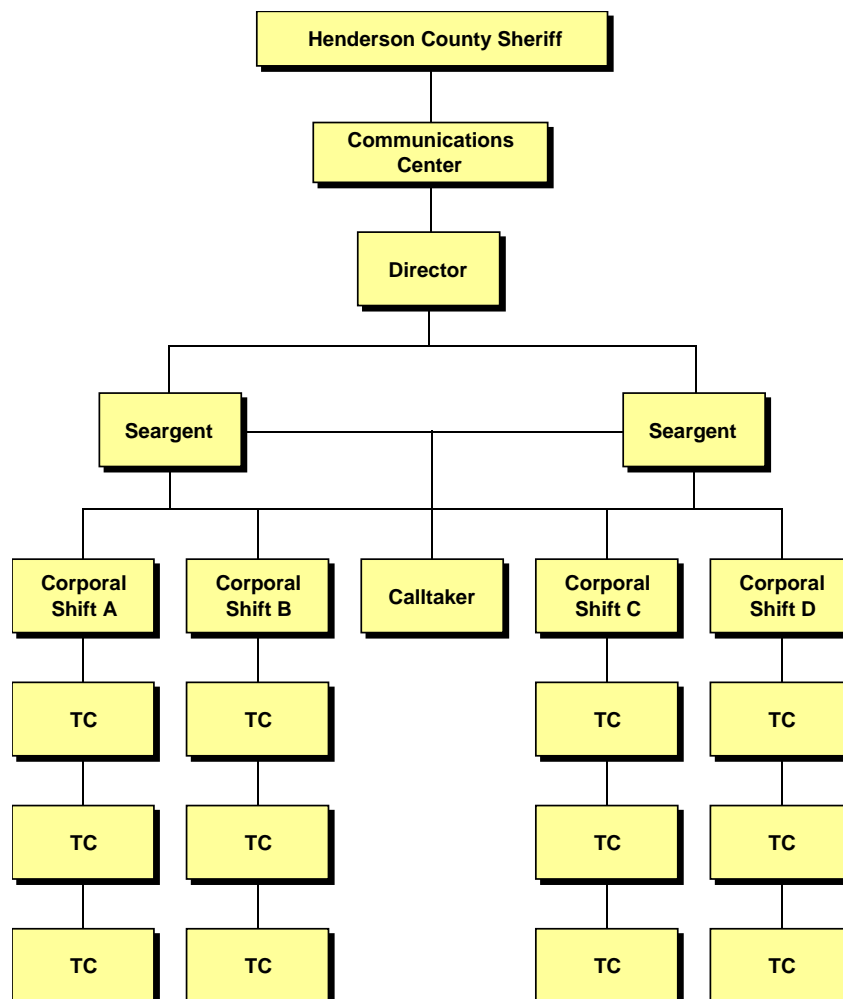 Henderson County Sheriff
Communications
Center
Director
Seargent
Seargent
Corporal
Shift A
Corporal
Shift B
Calltaker
Corporal
Shift C
Corporal
Shift D
TC
TC
TC
TC
TC
TC
TC
TC
TC
TC
TC
TC